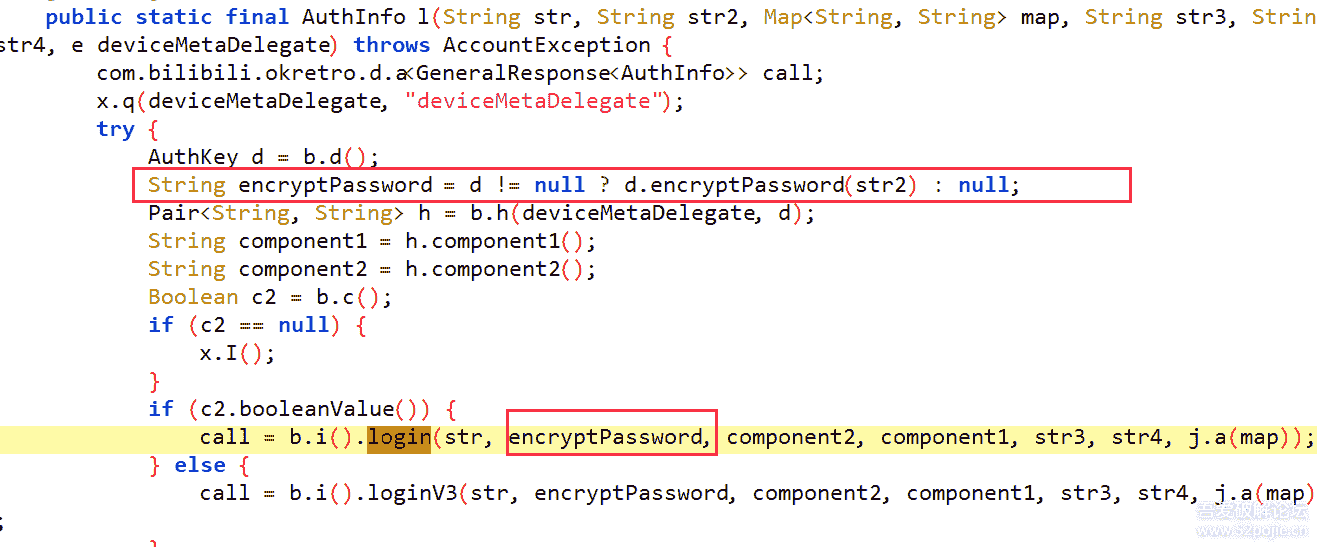 public static final AuthInfo l(String str, String str2, Map<String, String> map, String str3, Strin
str4, e deviceMetaDelegate) throws AccountException {
com.bilibili.okretro.d.a<GeneralResponse<AuthInfo>> call;
x.q(deviceMetaDelegate, "deviceMetaDelegate");
try {
AuthKey d = b.d();
String encryptPassword = d != null ? d.encryptPassword(str2) : null;
Pair<String, String> h = b.h(deviceMetaDelegate, d);
String component1 = h.component1();
String component2 = h.component2();
Boolean c2 = b.c();
if (c2 == null) {
x.I();
}
if (c2.booleanValue()) {
call = b.i().login(str, encryptPassword, component2, component1, str3, str4, j.a(map));
} else {
call = b.i().loginV3(str, encryptPassword, component2, component1, str3, str4, j.a(map)
;
}
吾爱破解论坛
www.52pojie.cn